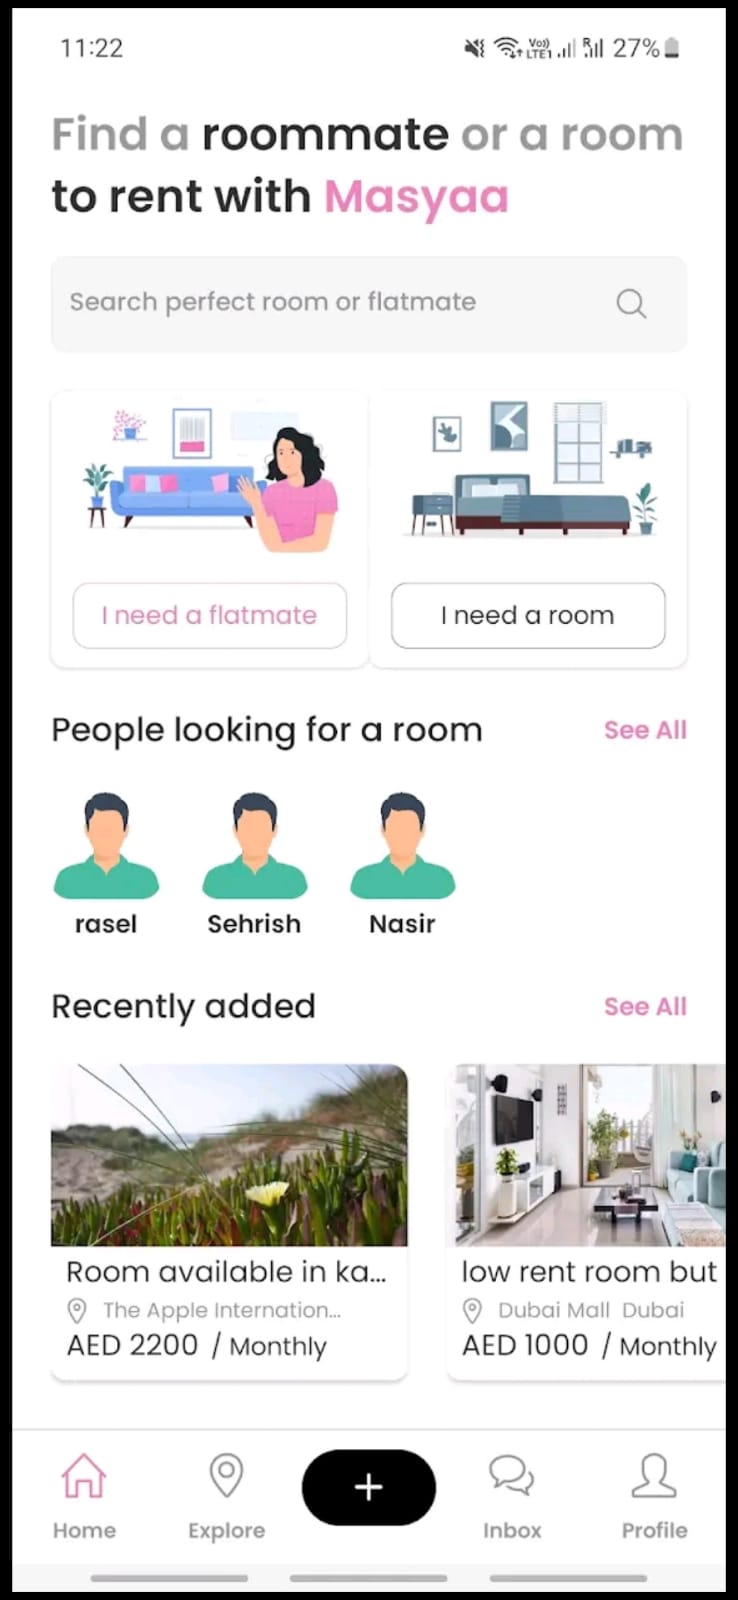 11:22
Vo))
LTE1
R
27%
Find a roommate or a room
to rent with Masyaa
Search perfect room or flatmate
I need a flatmate
I need a room
People looking for a room
See All
rasel
Sehrish
Nasir
Recently added
See All
Room available in ka...
The Apple Internation...
AED 2200 / Monthly
low rent room but
Dubai Mall Dubai
AED 1000 / Monthly
+
Home
Explore
Inbox
Profile